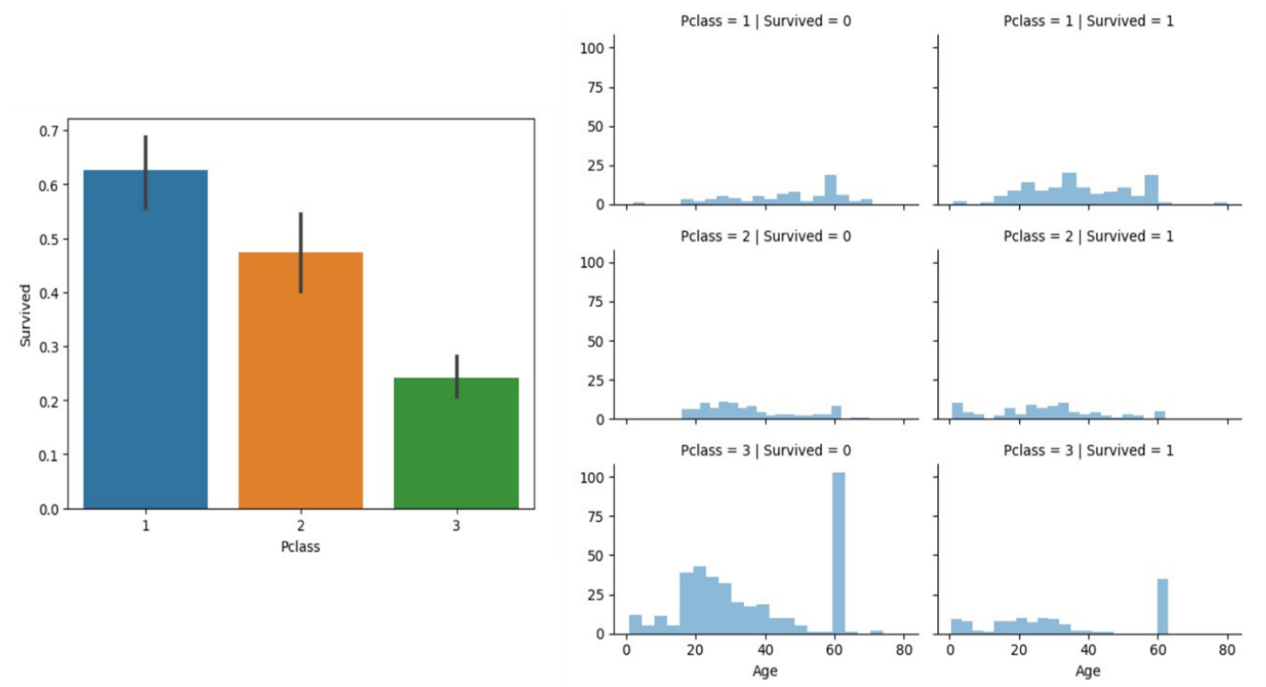 0.7
0.6
0.5
0.4
0.3
0.2
0.1
0.0
Survived
1 2 3
Pclass
Pclass = 1 | Survived = 0
Pclass = 1 | Survived = 1
100
75
50
25
0
Pclass = 2 | Survived = 0
Pclass = 2 | Survived = 1
100
75
50
25
0
Pclass = 3 | Survived = 0
Pclass = 3 | Survived = 1
100
75
50
25
0
0 20 40 60 80
Age
0 20 40 60 80
Age